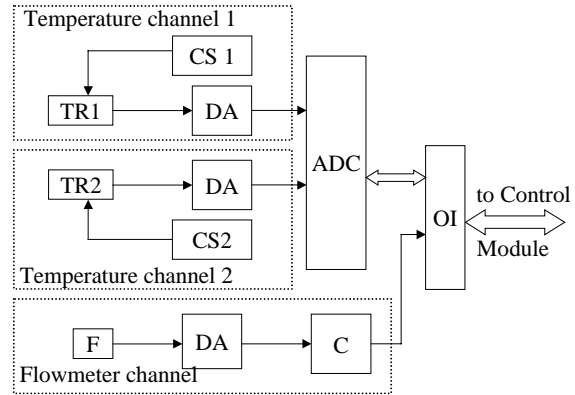 Temperature channel 1
CS 1
TR1
DA
ADC
TR2
DA
CS2
Temperature channel 2
OI
to Control
Module
F
DA
C
Flowmeter channel